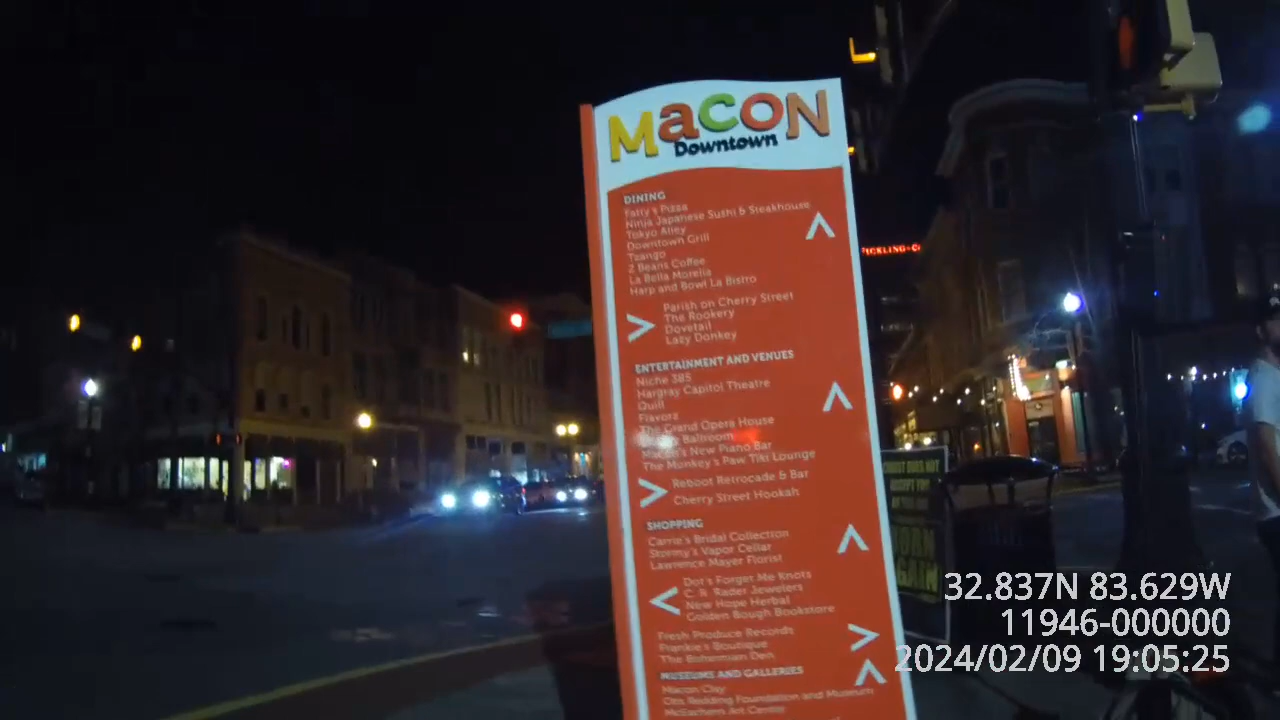 Macon
Downtown
DINING
Fatty's Pizza
Ninja Japanese Sushi & Steakhouse
Tokyo Alley
Downtown Grill
Tsango
Z Beans Coffee
La Bella Morelia
Harp and Bowl La Bistro
Parish on Cherry Street
The Rookery
Dovetail
Lazy Donkey
ENTERTAINMENT AND VENUES
Niche 385
Hargray Capitol Theatre
Quill
Flavorz
The Grand Opera House
Ballroom
Macon's New Piano Bar
The Monkey's Paw Tiki Lounge
Reboot Retrocade & Bar
Cherry Street Hookah
SHOPPING
Carrie's Bridal Collection
Stormy's Vapor Cellar
Lawrence Mayer Florist
Dot's Forget Me Knots
C. R. Rader Jewelers
New Hope Herbal
Golden Bough Bookstore
Fresh Produce Records
Frankie's Boutique
The Bohemian Den
MUSEUMS AND GALLERIES
Macon Clay
Otis Redding Foundation and Museum
McEachern Art Center
32.837N 83.629W
11946-000000
2024/02/09 19:05:25